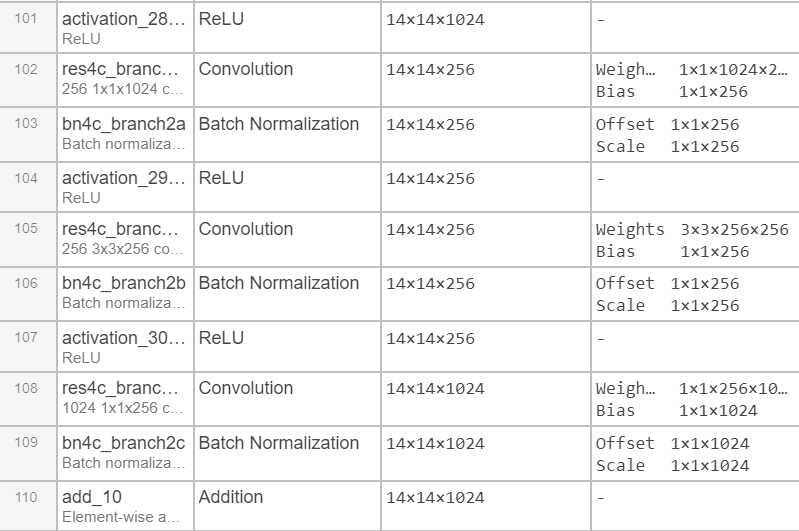 101 activation_28... ReLU 14×14×1024 -
ReLU
102 res4c_branc... Convolution 14×14×256 Weigh... 1×1×1024×2...
256 1x1x1024 c... Bias 1×1×256
103 bn4c_branch2a Batch Normalization 14×14×256 Offset 1×1×256
Batch normaliza... Scale 1×1×256
104 activation_29... ReLU 14×14×256 -
ReLU
105 res4c_branc... Convolution 14×14×256 Weights 3×3×256×256
256 3x3x256 co... Bias 1×1×256
106 bn4c_branch2b Batch Normalization 14×14×256 Offset 1×1×256
Batch normaliza... Scale 1×1×256
107 activation_30... ReLU 14×14×256 -
ReLU
108 res4c_branc... Convolution 14×14×1024 Weigh... 1×1×256×10...
1024 1x1x256 c... Bias 1×1×1024
109 bn4c_branch2c Batch Normalization 14×14×1024 Offset 1×1×1024
Batch normaliza... Scale 1×1×1024
110 add_10 Addition 14×14×1024 -
Element-wise a...